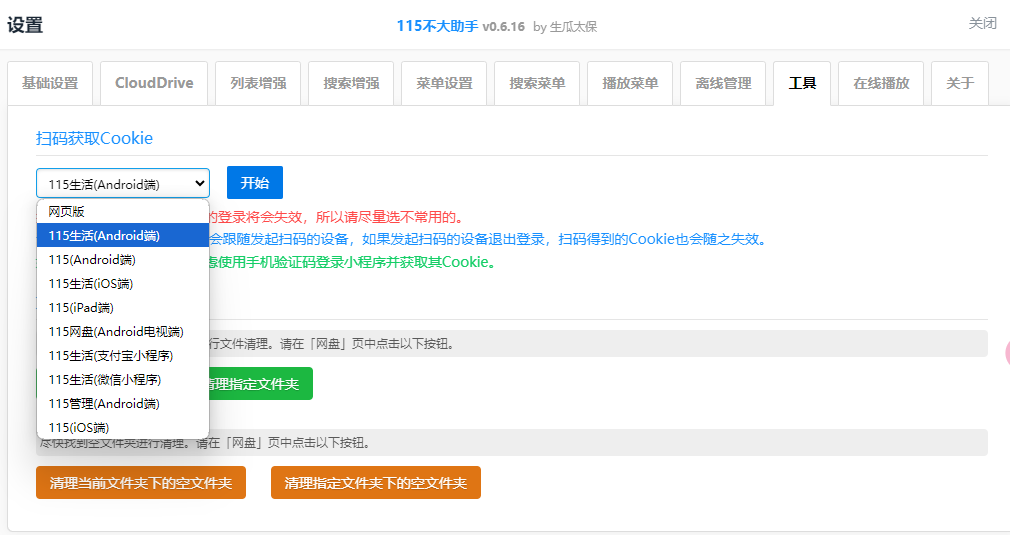 设置
115不大助手 v0.6.16 by 生瓜太保
关闭
基础设置
CloudDrive
列表增强
搜索增强
菜单设置
搜索菜单
播放菜单
离线管理
工具
在线播放
关于
扫码获取Cookie
115生活(Android端)
开始
网页版
115生活(Android端)
115(Android端)
115生活(iOS端)
115(iPad端)
115网盘(Android电视端)
115生活(支付宝小程序)
115生活(微信小程序)
115管理(Android端)
115(iOS端)
的登录将会失效，所以请尽量选不常用的。
会跟随发起扫码的设备，如果发起扫码的设备退出登录，扫码得到的Cookie也会随之失效。
使用手机验证码登录小程序并获取其Cookie。
行文件清理。请在「网盘」页中点击以下按钮。
清理指定文件夹
尽快找到空文件夹进行清理。请在「网盘」页中点击以下按钮。
清理当前文件夹下的空文件夹
清理指定文件夹下的空文件夹